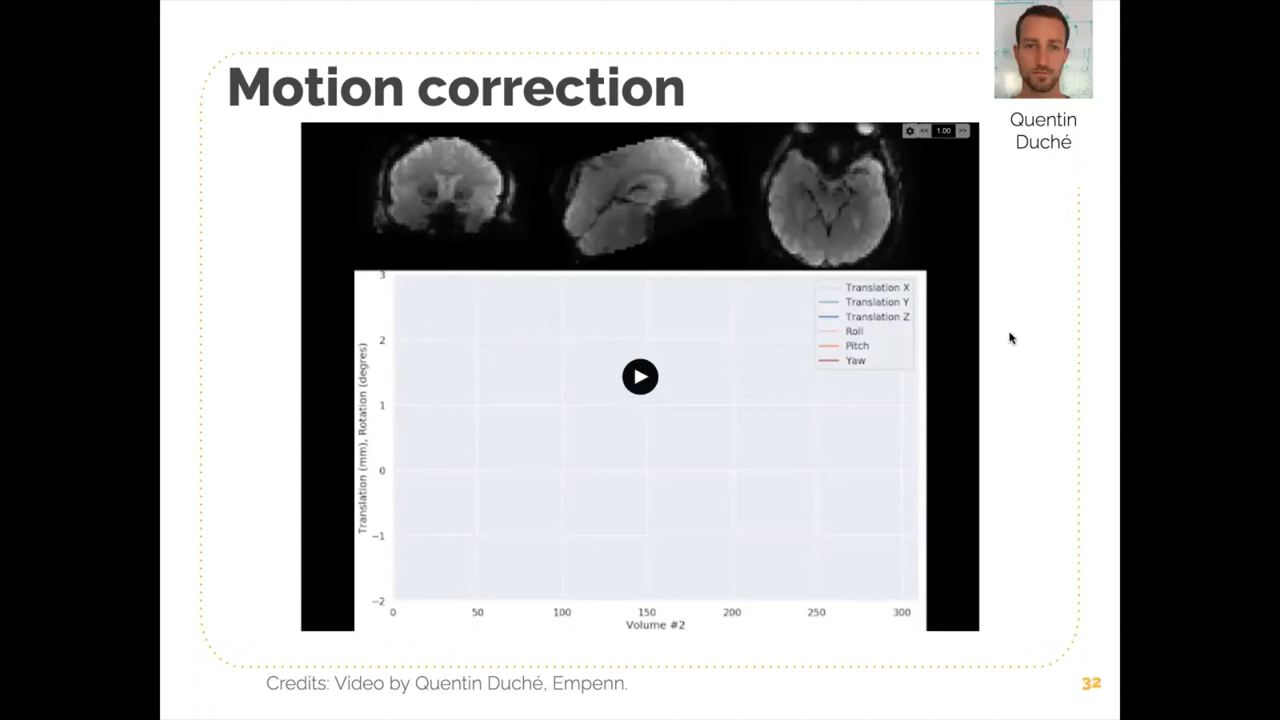 Motion correction
Quentin
Duché
<< 1.00 >>
Translation X
Translation Y
Translation Z
Roll
Pitch
Yaw
Translation (mm), Rotation (degres)
3
2
1
0
−1
−2
0 50 100 150 200 250 300
Volume #2
Credits: Video by Quentin Duché, Empenn.
32